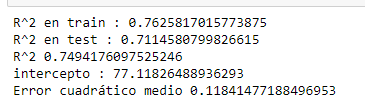 R^2 en train : 0.7625817015773875
R^2 en test : 0.7114580799826615
R^2 0.7494176097525246
intercepto : 77.11826488936293
Error cuadrático medio 0.11841477188496953